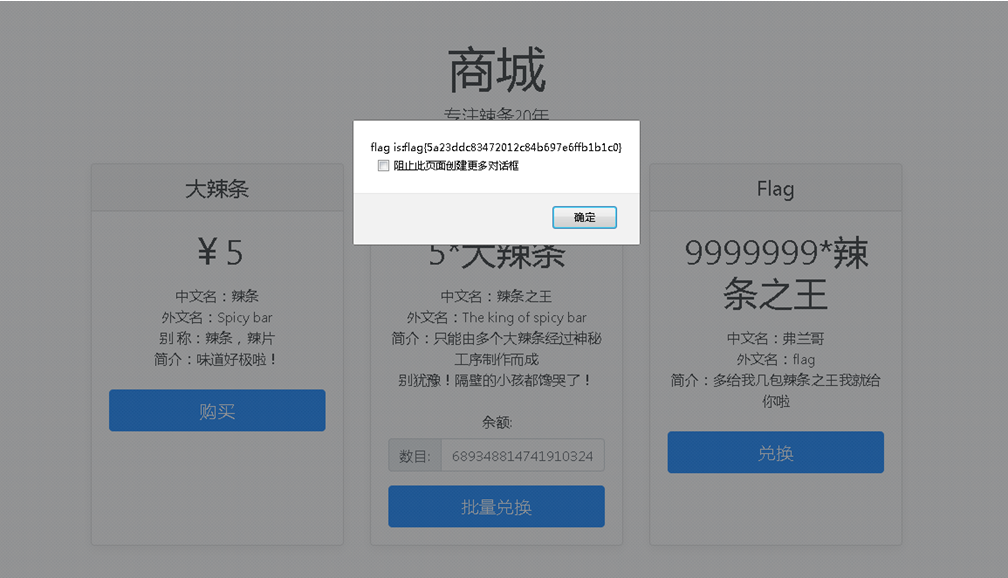 商城
专注辣条20年
flag is:flag{5a23ddc83472012c84b697e6ffb1b1c0}
阻止此页面创建更多对话框
确定
大辣条
￥5
中文名：辣条
外文名：Spicy bar
别 称：辣条，辣片
简介：味道好极啦！
购买
5*大辣条
中文名：辣条之王
外文名：The king of spicy bar
简介：只能由多个大辣条经过神秘
工序制作而成
别犹豫！隔壁的小孩都馋哭了！
余额:
数目:
689348814741910324
批量兑换
Flag
9999999*辣
条之王
中文名：弗兰哥
外文名：flag
简介：多给我几包辣条之王我就给
你啦
兑换